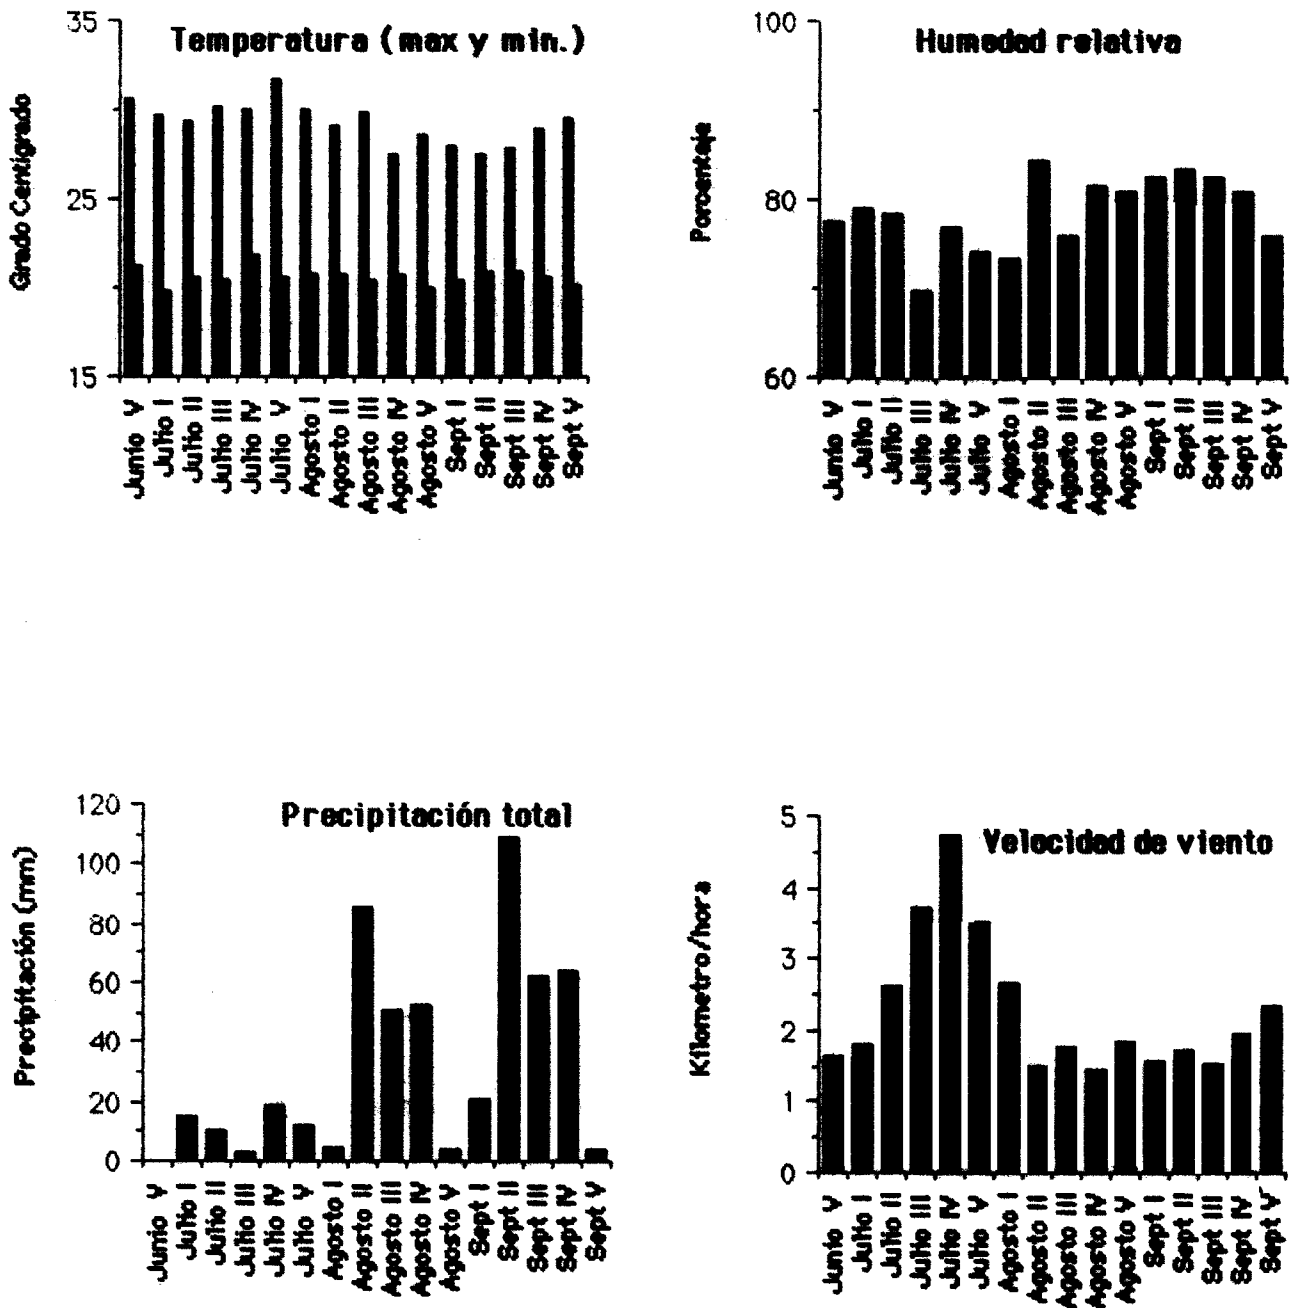 Temperatura (max y min.)
Grado Centigrado
35
25
15
Junio V
Julio I
Julio II
Julio III
Julio IV
Julio V
Agosto I
Agosto II
Agosto III
Agosto IV
Agosto V
Sept I
Sept II
Sept III
Sept IV
Sept V
Humedad relativa
Porcentaje
100
80
60
Junio V
Julio I
Julio II
Julio III
Julio IV
Julio V
Agosto I
Agosto II
Agosto III
Agosto IV
Agosto V
Sept I
Sept II
Sept III
Sept IV
Sept V
Precipitación total
Precipitación (mm)
120
100
80
60
40
20
0
Junio V
Julio I
Julio II
Julio III
Julio IV
Julio V
Agosto I
Agosto II
Agosto III
Agosto IV
Agosto V
Sept I
Sept II
Sept III
Sept IV
Sept V
Velocidad de viento
Kilometro/hora
5
4
3
2
1
0
Junio V
Julio I
Julio II
Julio III
Julio IV
Julio V
Agosto I
Agosto II
Agosto III
Agosto IV
Agosto V
Sept I
Sept II
Sept III
Sept IV
Sept V